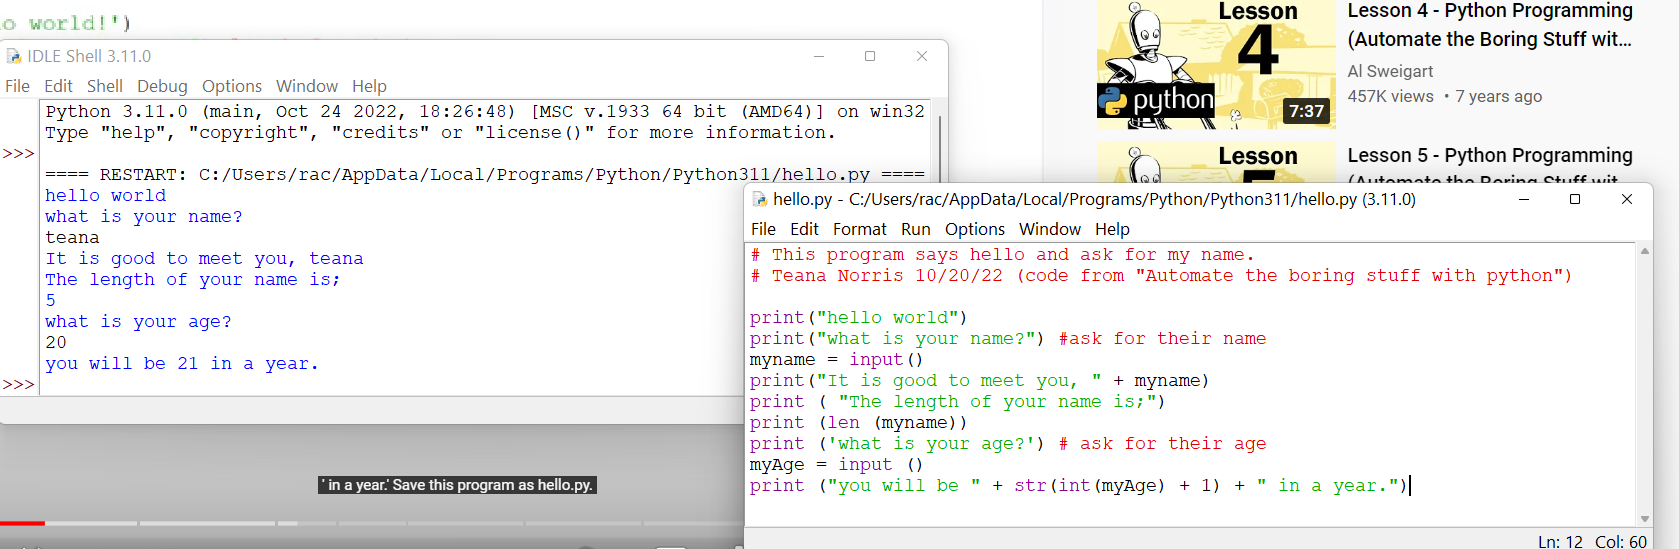 o world!')
IDLE Shell 3.11.0
File Edit Shell Debug Options Window Help
Python 3.11.0 (main, Oct 24 2022, 18:26:48) [MSC v.1933 64 bit (AMD64)] on win32
Type "help", "copyright", "credits" or "license()" for more information.
>>>
==== RESTART: C:/Users/rac/AppData/Local/Programs/Python/Python311/hello.py ====
hello world
what is your name?
teana
It is good to meet you, teana
The length of your name is;
5
what is your age?
20
you will be 21 in a year.
>>>
' in a year.' Save this program as hello.py.
Lesson
4
python
7:37
Lesson 4 - Python Programming
(Automate the Boring Stuff wit...
Al Sweigart
457K views • 7 years ago
Lesson
Lesson 5 - Python Programming
(Automate the Boring Stuff wit
hello.py - C:/Users/rac/AppData/Local/Programs/Python/Python311/hello.py (3.11.0)
File Edit Format Run Options Window Help
# This program says hello and ask for my name.
# Teana Norris 10/20/22 (code from "Automate the boring stuff with python")
print("hello world")
print("what is your name?") #ask for their name
myname = input()
print("It is good to meet you, " + myname)
print ( "The length of your name is;")
print (len (myname))
print ('what is your age?') # ask for their age
myAge = input ()
print ("you will be " + str(int(myAge) + 1) + " in a year.")
Ln: 12 Col: 60